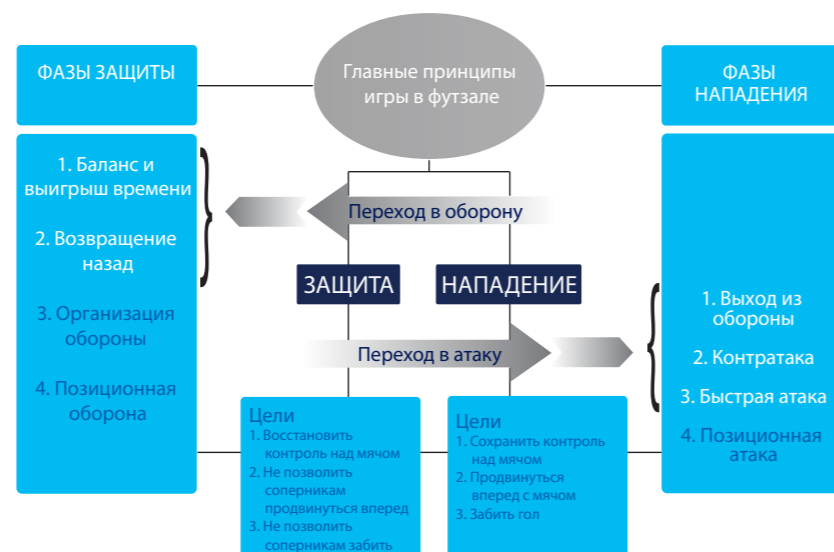 ФАЗЫ ЗАЩИТЫ
Главные принципы
игры в футзале
ФАЗЫ
НАПАДЕНИЯ
1. Баланс и
выигрыш времени
2. Возвращение
назад
3. Организация
обороны
4. Позиционная
оборона
Переход в оборону
ЗАЩИТА
НАПАДЕНИЕ
Переход в атаку
1. Выход из
обороны
2. Контратака
3. Быстрая атака
4. Позиционная
атака
Цели
1. Восстановить
контроль над мячом
2. Не позволить
соперникам
продвинуться вперед
3. Не позволить
соперникам забить
Цели
1. Сохранить контроль
над мячом
2. Продвинуться
вперед с мячом
3. Забить гол